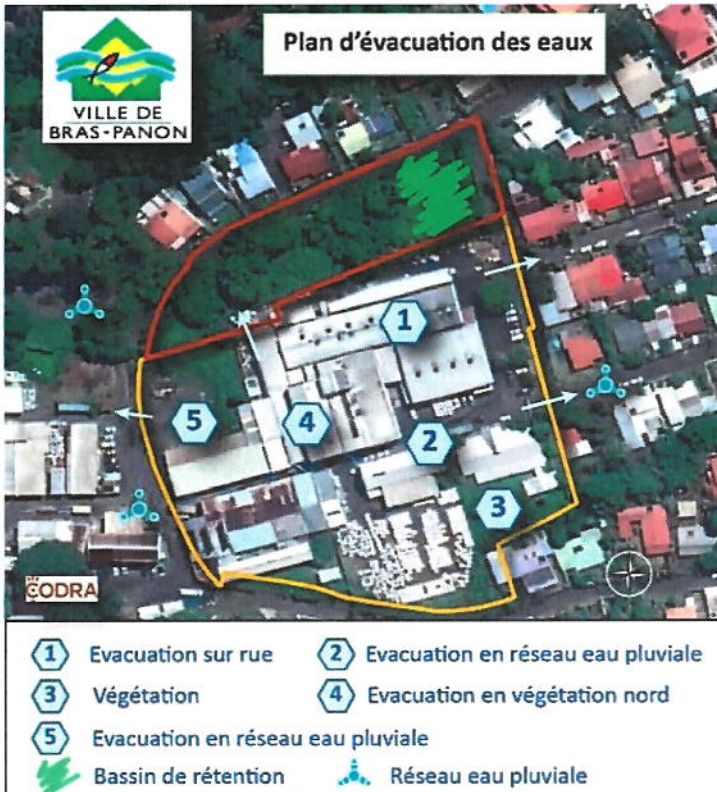 Plan d'évacuation des eaux
VILLE DE
BRAS-PANON
1
5
4
2
3
CODRA
1 Evacuation sur rue
2 Evacuation en réseau eau pluviale
3 Végétation
4 Evacuation en végétation nord
5 Evacuation en réseau eau pluviale
Bassin de rétention
Réseau eau pluviale